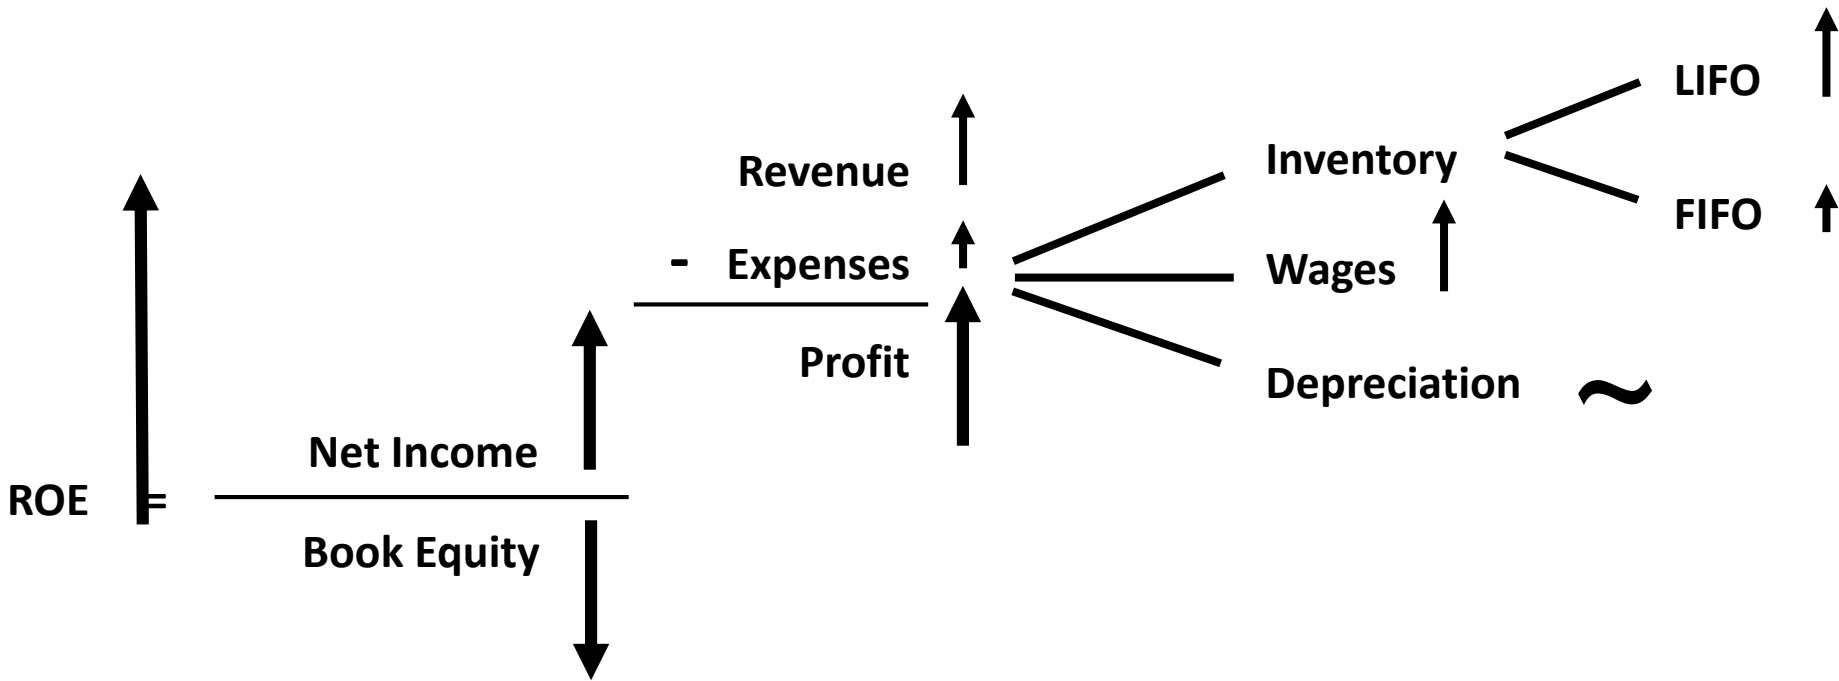 LIFO
Revenue
Inventory
FIFO
- Expenses
Wages
Profit
Depreciation ~
Net Income
ROE =
Book Equity